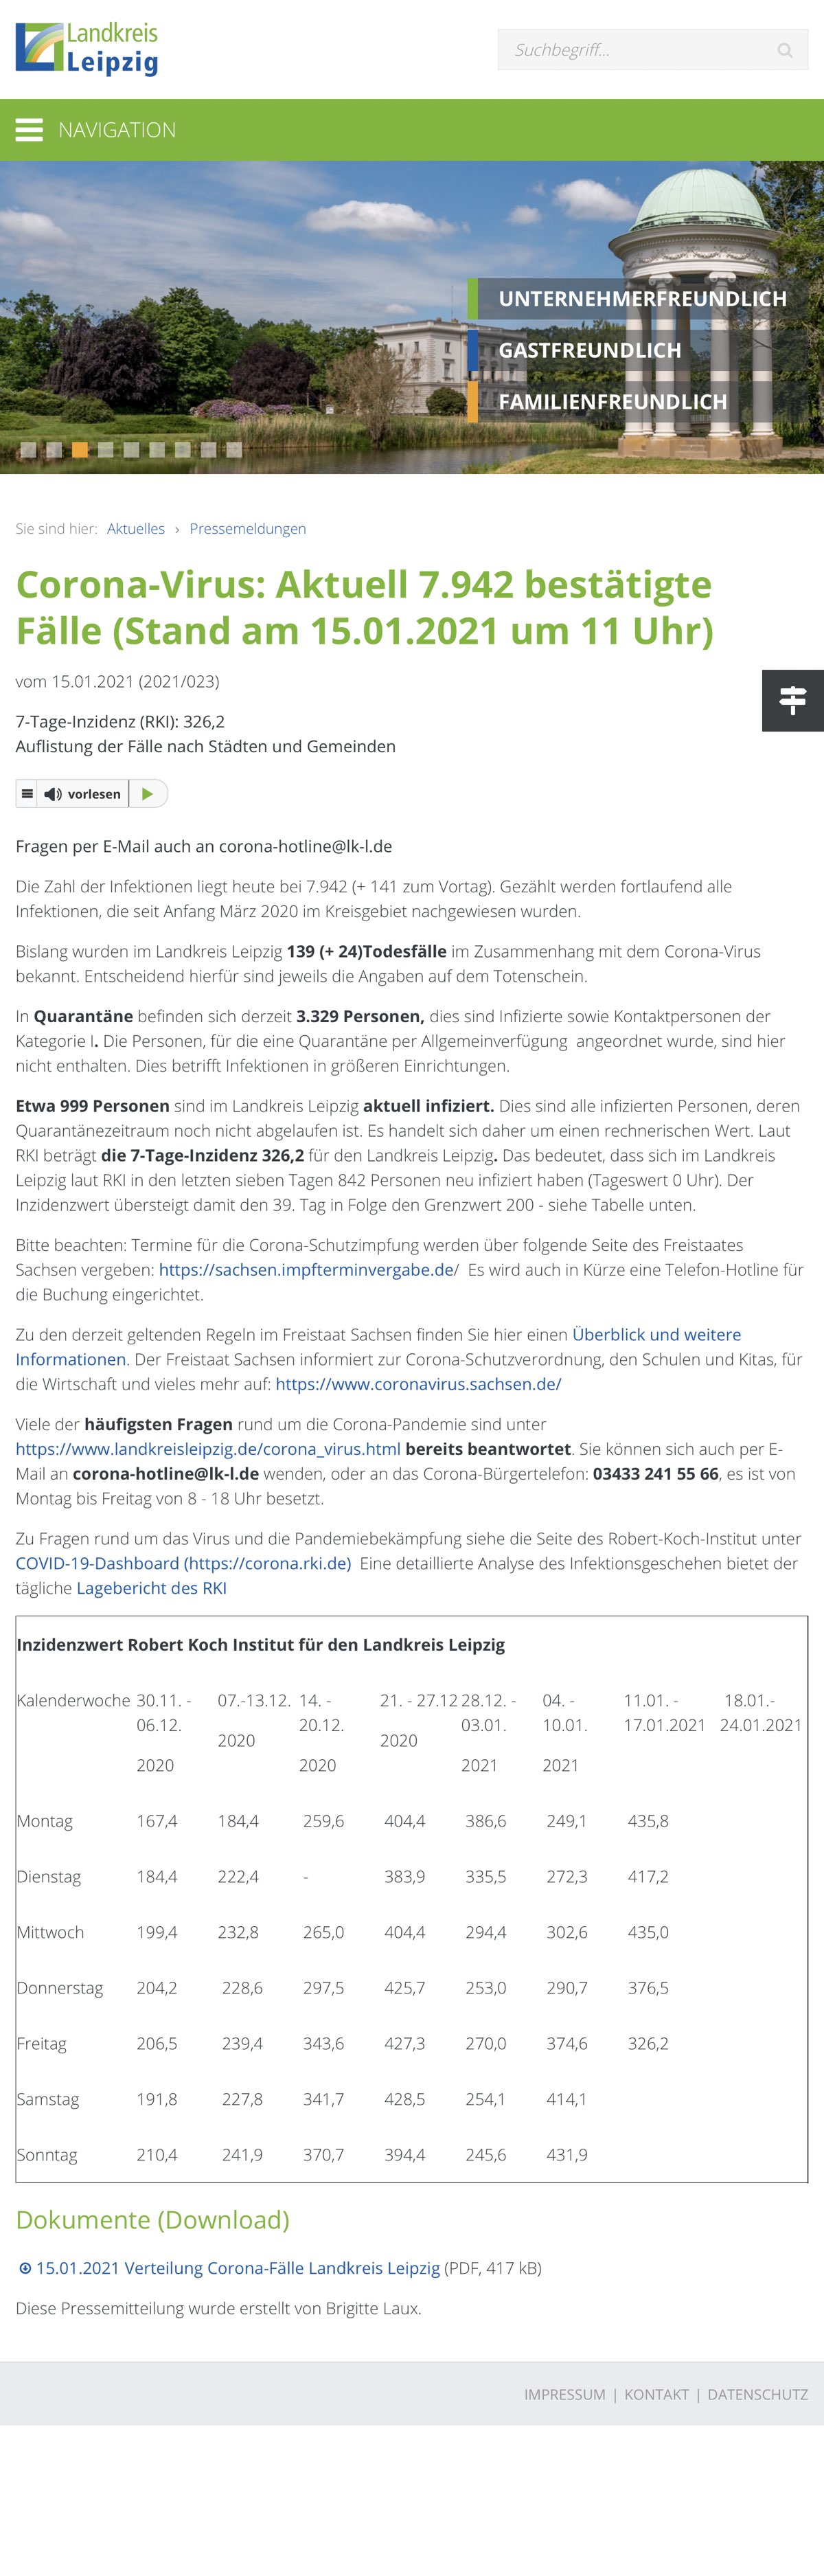 Landkreis
Leipzig
Suchbegriff...
NAVIGATION
UNTERNEHMERFREUNDLICH
GASTFREUNDLICH
FAMILIENFREUNDLICH
Sie sind hier: Aktuelles › Pressemeldungen
Corona-Virus: Aktuell 7.942 bestätigte
Fälle (Stand am 15.01.2021 um 11 Uhr)
vom 15.01.2021 (2021/023)
7-Tage-Inzidenz (RKI): 326,2
Auflistung der Fälle nach Städten und Gemeinden
vorlesen
Fragen per E-Mail auch an corona-hotline@lk-l.de
Die Zahl der Infektionen liegt heute bei 7.942 (+ 141 zum Vortag). Gezählt werden fortlaufend alle
Infektionen, die seit Anfang März 2020 im Kreisgebiet nachgewiesen wurden.
Bislang wurden im Landkreis Leipzig 139 (+ 24)Todesfälle im Zusammenhang mit dem Corona-Virus
bekannt. Entscheidend hierfür sind jeweils die Angaben auf dem Totenschein.
In Quarantäne befinden sich derzeit 3.329 Personen, dies sind Infizierte sowie Kontaktpersonen der
Kategorie I. Die Personen, für die eine Quarantäne per Allgemeinverfügung  angeordnet wurde, sind hier
nicht enthalten. Dies betrifft Infektionen in größeren Einrichtungen.
Etwa 999 Personen sind im Landkreis Leipzig aktuell infiziert. Dies sind alle infizierten Personen, deren
Quarantänezeitraum noch nicht abgelaufen ist. Es handelt sich daher um einen rechnerischen Wert. Laut
RKI beträgt die 7-Tage-Inzidenz 326,2 für den Landkreis Leipzig. Das bedeutet, dass sich im Landkreis
Leipzig laut RKI in den letzten sieben Tagen 842 Personen neu infiziert haben (Tageswert 0 Uhr). Der
Inzidenzwert übersteigt damit den 39. Tag in Folge den Grenzwert 200 - siehe Tabelle unten.
Bitte beachten: Termine für die Corona-Schutzimpfung werden über folgende Seite des Freistaates
Sachsen vergeben: https://sachsen.impfterminvergabe.de/  Es wird auch in Kürze eine Telefon-Hotline für
die Buchung eingerichtet.
Zu den derzeit geltenden Regeln im Freistaat Sachsen finden Sie hier einen Überblick und weitere
Informationen. Der Freistaat Sachsen informiert zur Corona-Schutzverordnung, den Schulen und Kitas, für
die Wirtschaft und vieles mehr auf: https://www.coronavirus.sachsen.de/
Viele der häufigsten Fragen rund um die Corona-Pandemie sind unter
https://www.landkreisleipzig.de/corona_virus.html bereits beantwortet. Sie können sich auch per E-
Mail an corona-hotline@lk-l.de wenden, oder an das Corona-Bürgertelefon: 03433 241 55 66, es ist von
Montag bis Freitag von 8 - 18 Uhr besetzt.
Zu Fragen rund um das Virus und die Pandemiebekämpfung siehe die Seite des Robert-Koch-Institut unter
COVID-19-Dashboard (https://corona.rki.de)  Eine detaillierte Analyse des Infektionsgeschehen bietet der
tägliche Lagebericht des RKI
Inzidenzwert Robert Koch Institut für den Landkreis Leipzig
Kalenderwoche 30.11. - 07.-13.12. 14. - 21. - 27.12 28.12. - 04. - 11.01. - 18.01.-
06.12. 20.12. 03.01. 10.01. 17.01.2021 24.01.2021
2020 2020
2020 2020 2021 2021
Montag 167,4 184,4 259,6 404,4 386,6 249,1 435,8
Dienstag 184,4 222,4 - 383,9 335,5 272,3 417,2
Mittwoch 199,4 232,8 265,0 404,4 294,4 302,6 435,0
Donnerstag 204,2 228,6 297,5 425,7 253,0 290,7 376,5
Freitag 206,5 239,4 343,6 427,3 270,0 374,6 326,2
Samstag 191,8 227,8 341,7 428,5 254,1 414,1
Sonntag 210,4 241,9 370,7 394,4 245,6 431,9
Dokumente (Download)
15.01.2021 Verteilung Corona-Fälle Landkreis Leipzig (PDF, 417 kB)
Diese Pressemitteilung wurde erstellt von Brigitte Laux.
IMPRESSUM | KONTAKT | DATENSCHUTZ